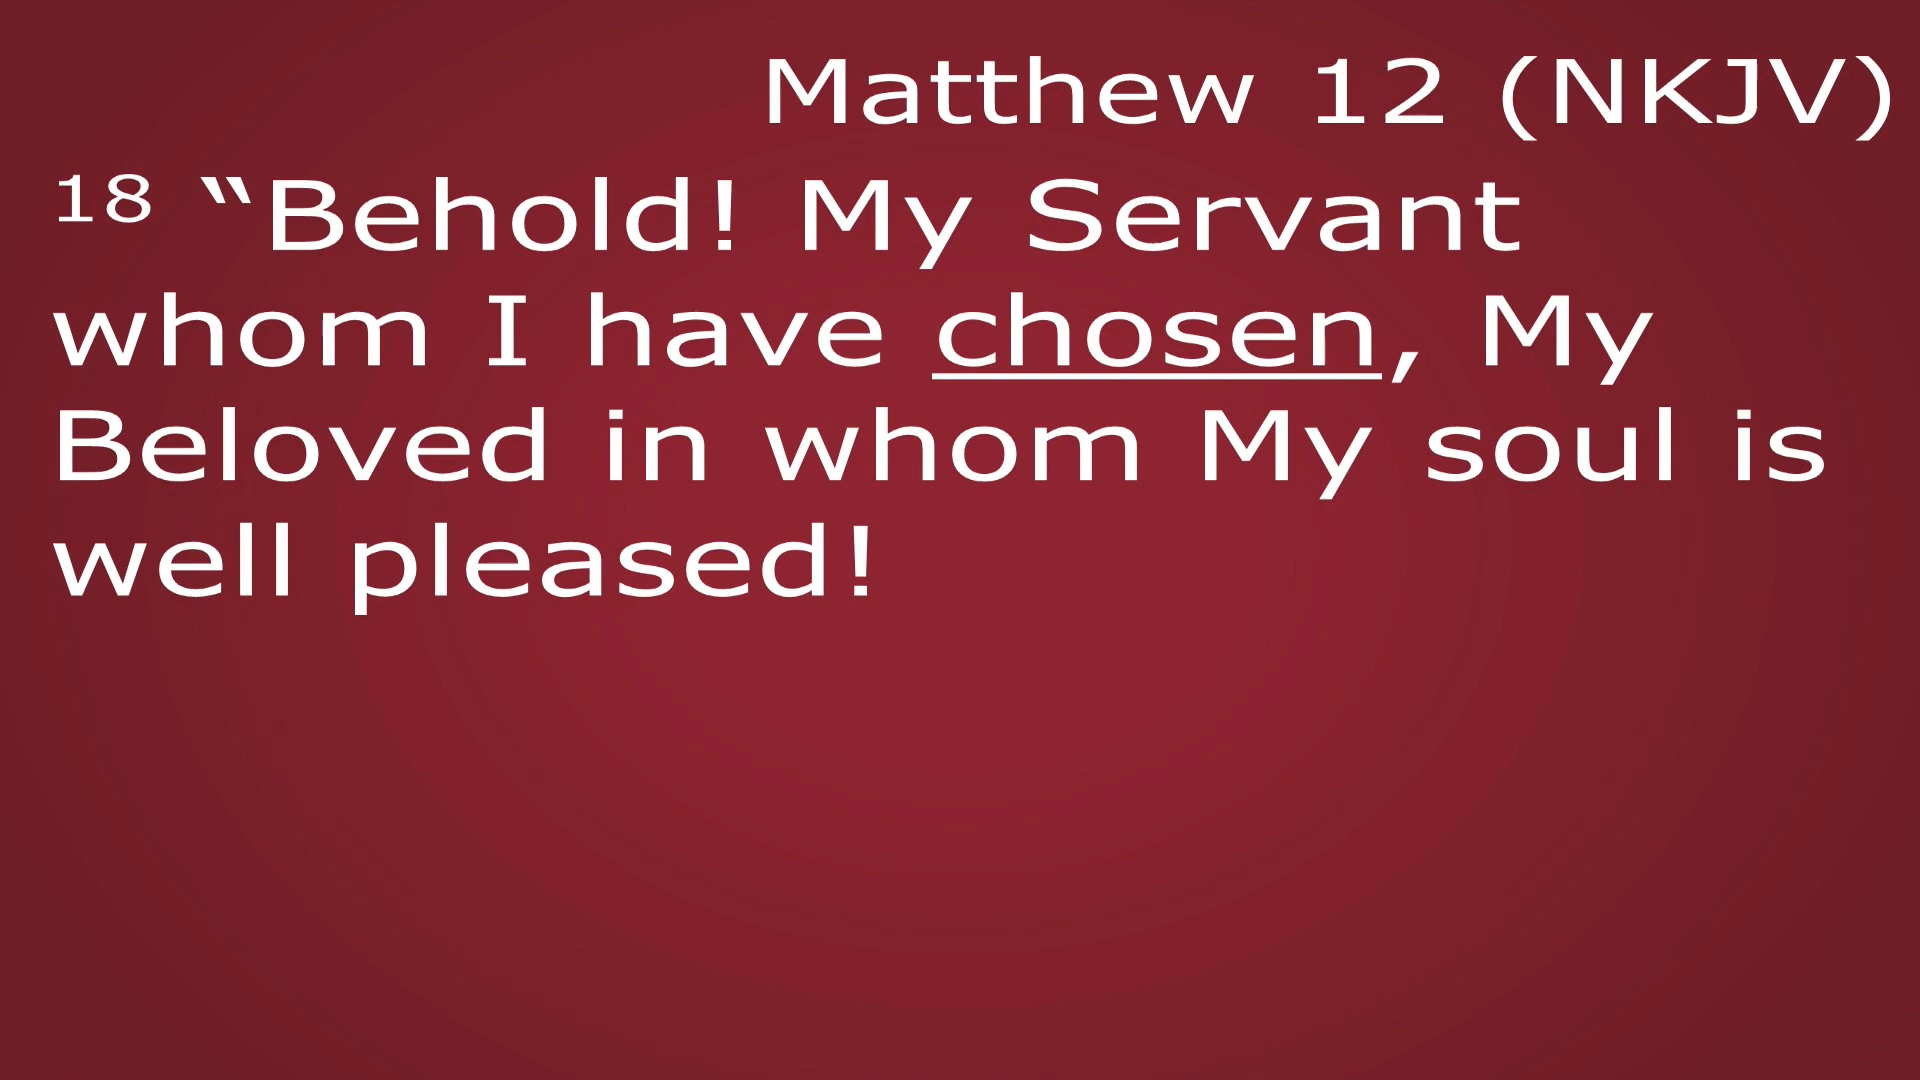 Matthew 12 (NKJV)
18 “Behold! My Servant
whom I have chosen, My
Beloved in whom My soul is
well pleased!